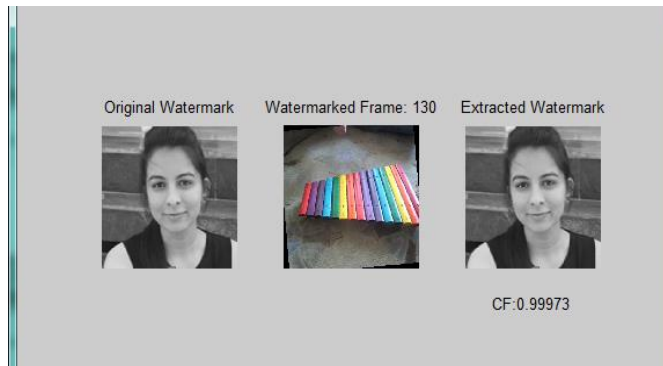 Original Watermark
Watermarked Frame: 130
Extracted Watermark
CF:0.99973